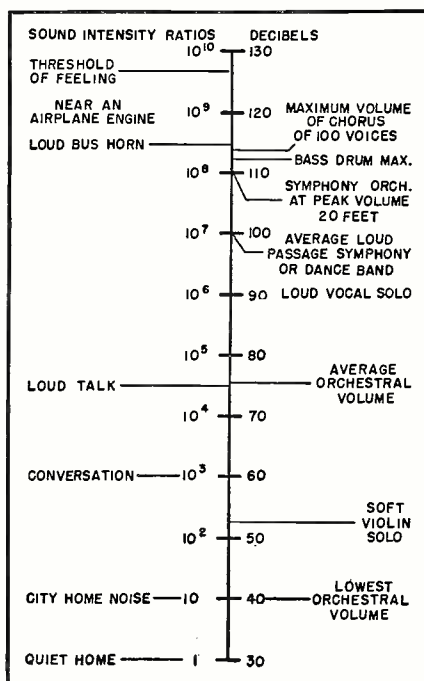 SOUND INTENSITY RATIOS DECIBELS
10¹⁰ 130
THRESHOLD
OF FEELING
NEAR AN
AIRPLANE ENGINE
10⁹ 120
MAXIMUM VOLUME
OF CHORUS
OF 100 VOICES
LOUD BUS HORN
BASS DRUM MAX.
10⁸ 110
SYMPHONY ORCH.
AT PEAK VOLUME
20 FEET
10⁷ 100
AVERAGE LOUD
PASSAGE SYMPHONY
OR DANCE BAND
10⁶ 90 LOUD VOCAL SOLO
10⁵ 80
AVERAGE
ORCHESTRAL
VOLUME
LOUD TALK
10⁴ 70
CONVERSATION 10³ 60
SOFT
VIOLIN
SOLO
10² 50
CITY HOME NOISE 10 40
LOWEST
ORCHESTRAL
VOLUME
QUIET HOME 1 30